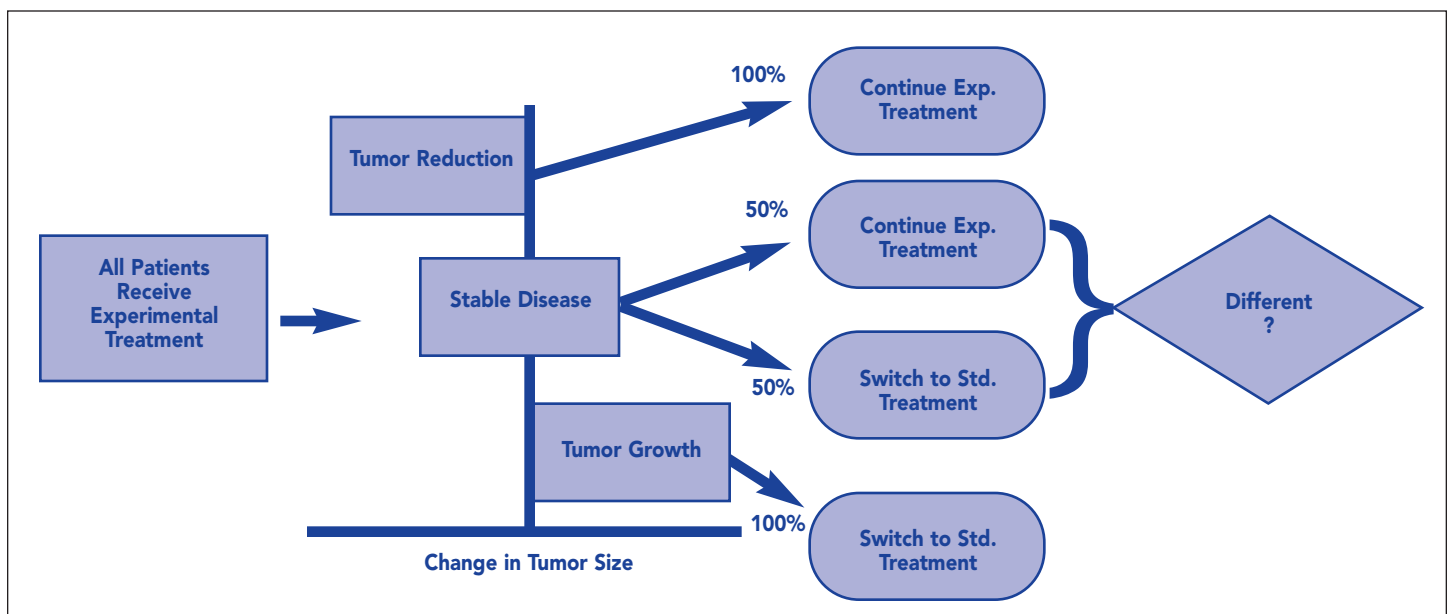 All Patients
Receive
Experimental
Treatment
Tumor Reduction
Stable Disease
Tumor Growth
Change in Tumor Size
100%
Continue Exp.
Treatment
50%
Continue Exp.
Treatment
50%
Switch to Std.
Treatment
100%
Switch to Std.
Treatment
Different
?